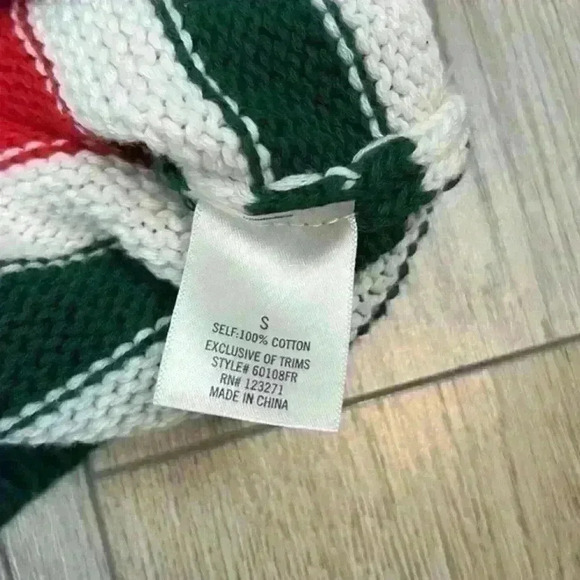 S
SELF:100% COTTON
EXCLUSIVE OF TRIMS
STYLE# 60108FR
RN# 123271
MADE IN CHINA